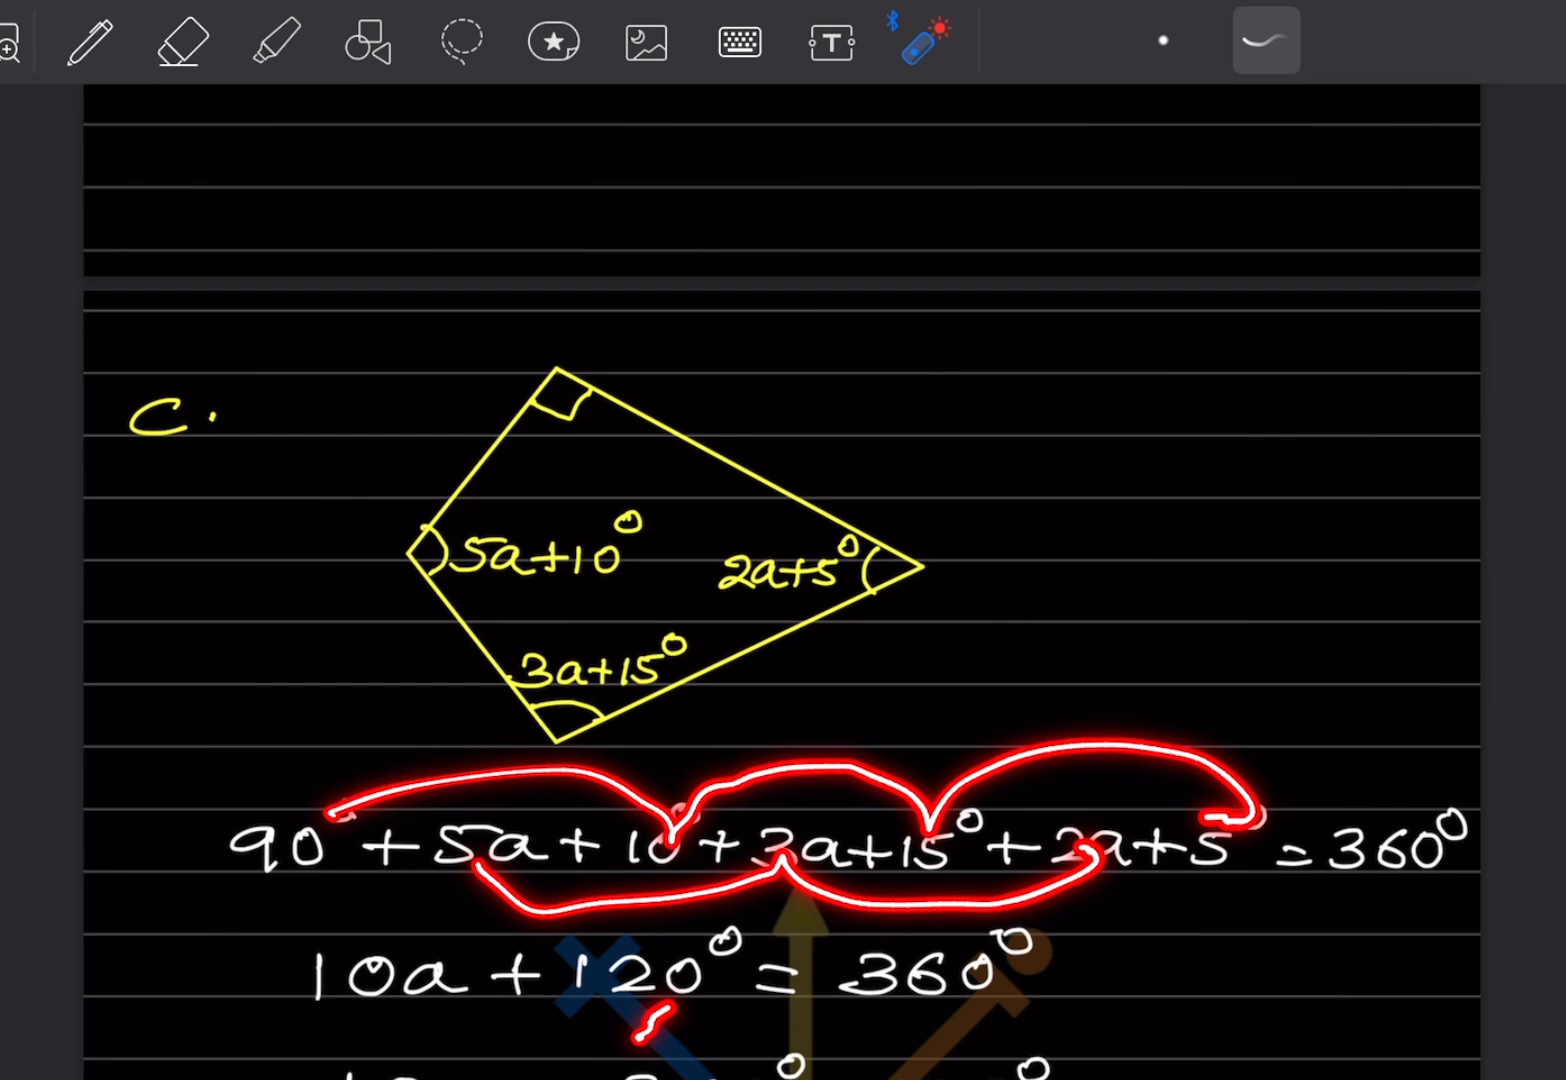 C.
5a+10°
2a+5°
3a+15°
90° + 5a + 10° + 3a+15° + 2a+5° = 360°
10a + 120° = 360°